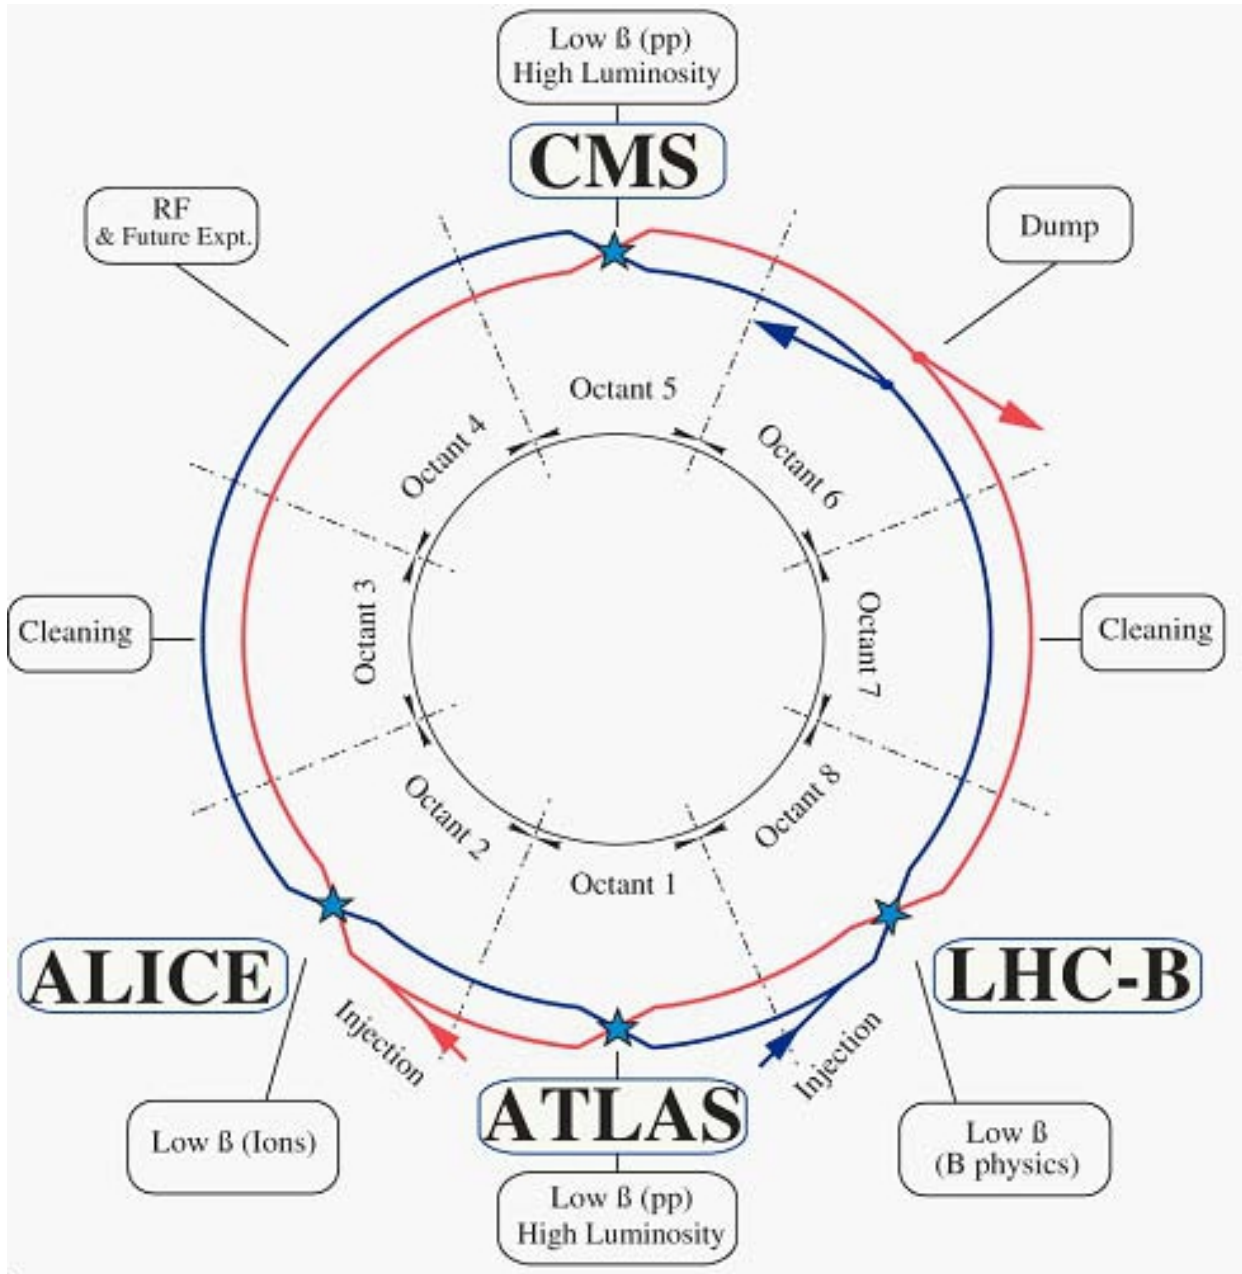 Low ß (pp)
High Luminosity
CMS
RF
& Future Expt.
Dump
Octant 5
Octant 4
Octant 6
Cleaning
Octant 3
Octant 7
Cleaning
Octant 2
Octant 8
Octant 1
ALICE
LHC-B
Injection
Injection
ATLAS
Low ß (Ions)
Low ß
(B physics)
Low ß (pp)
High Luminosity